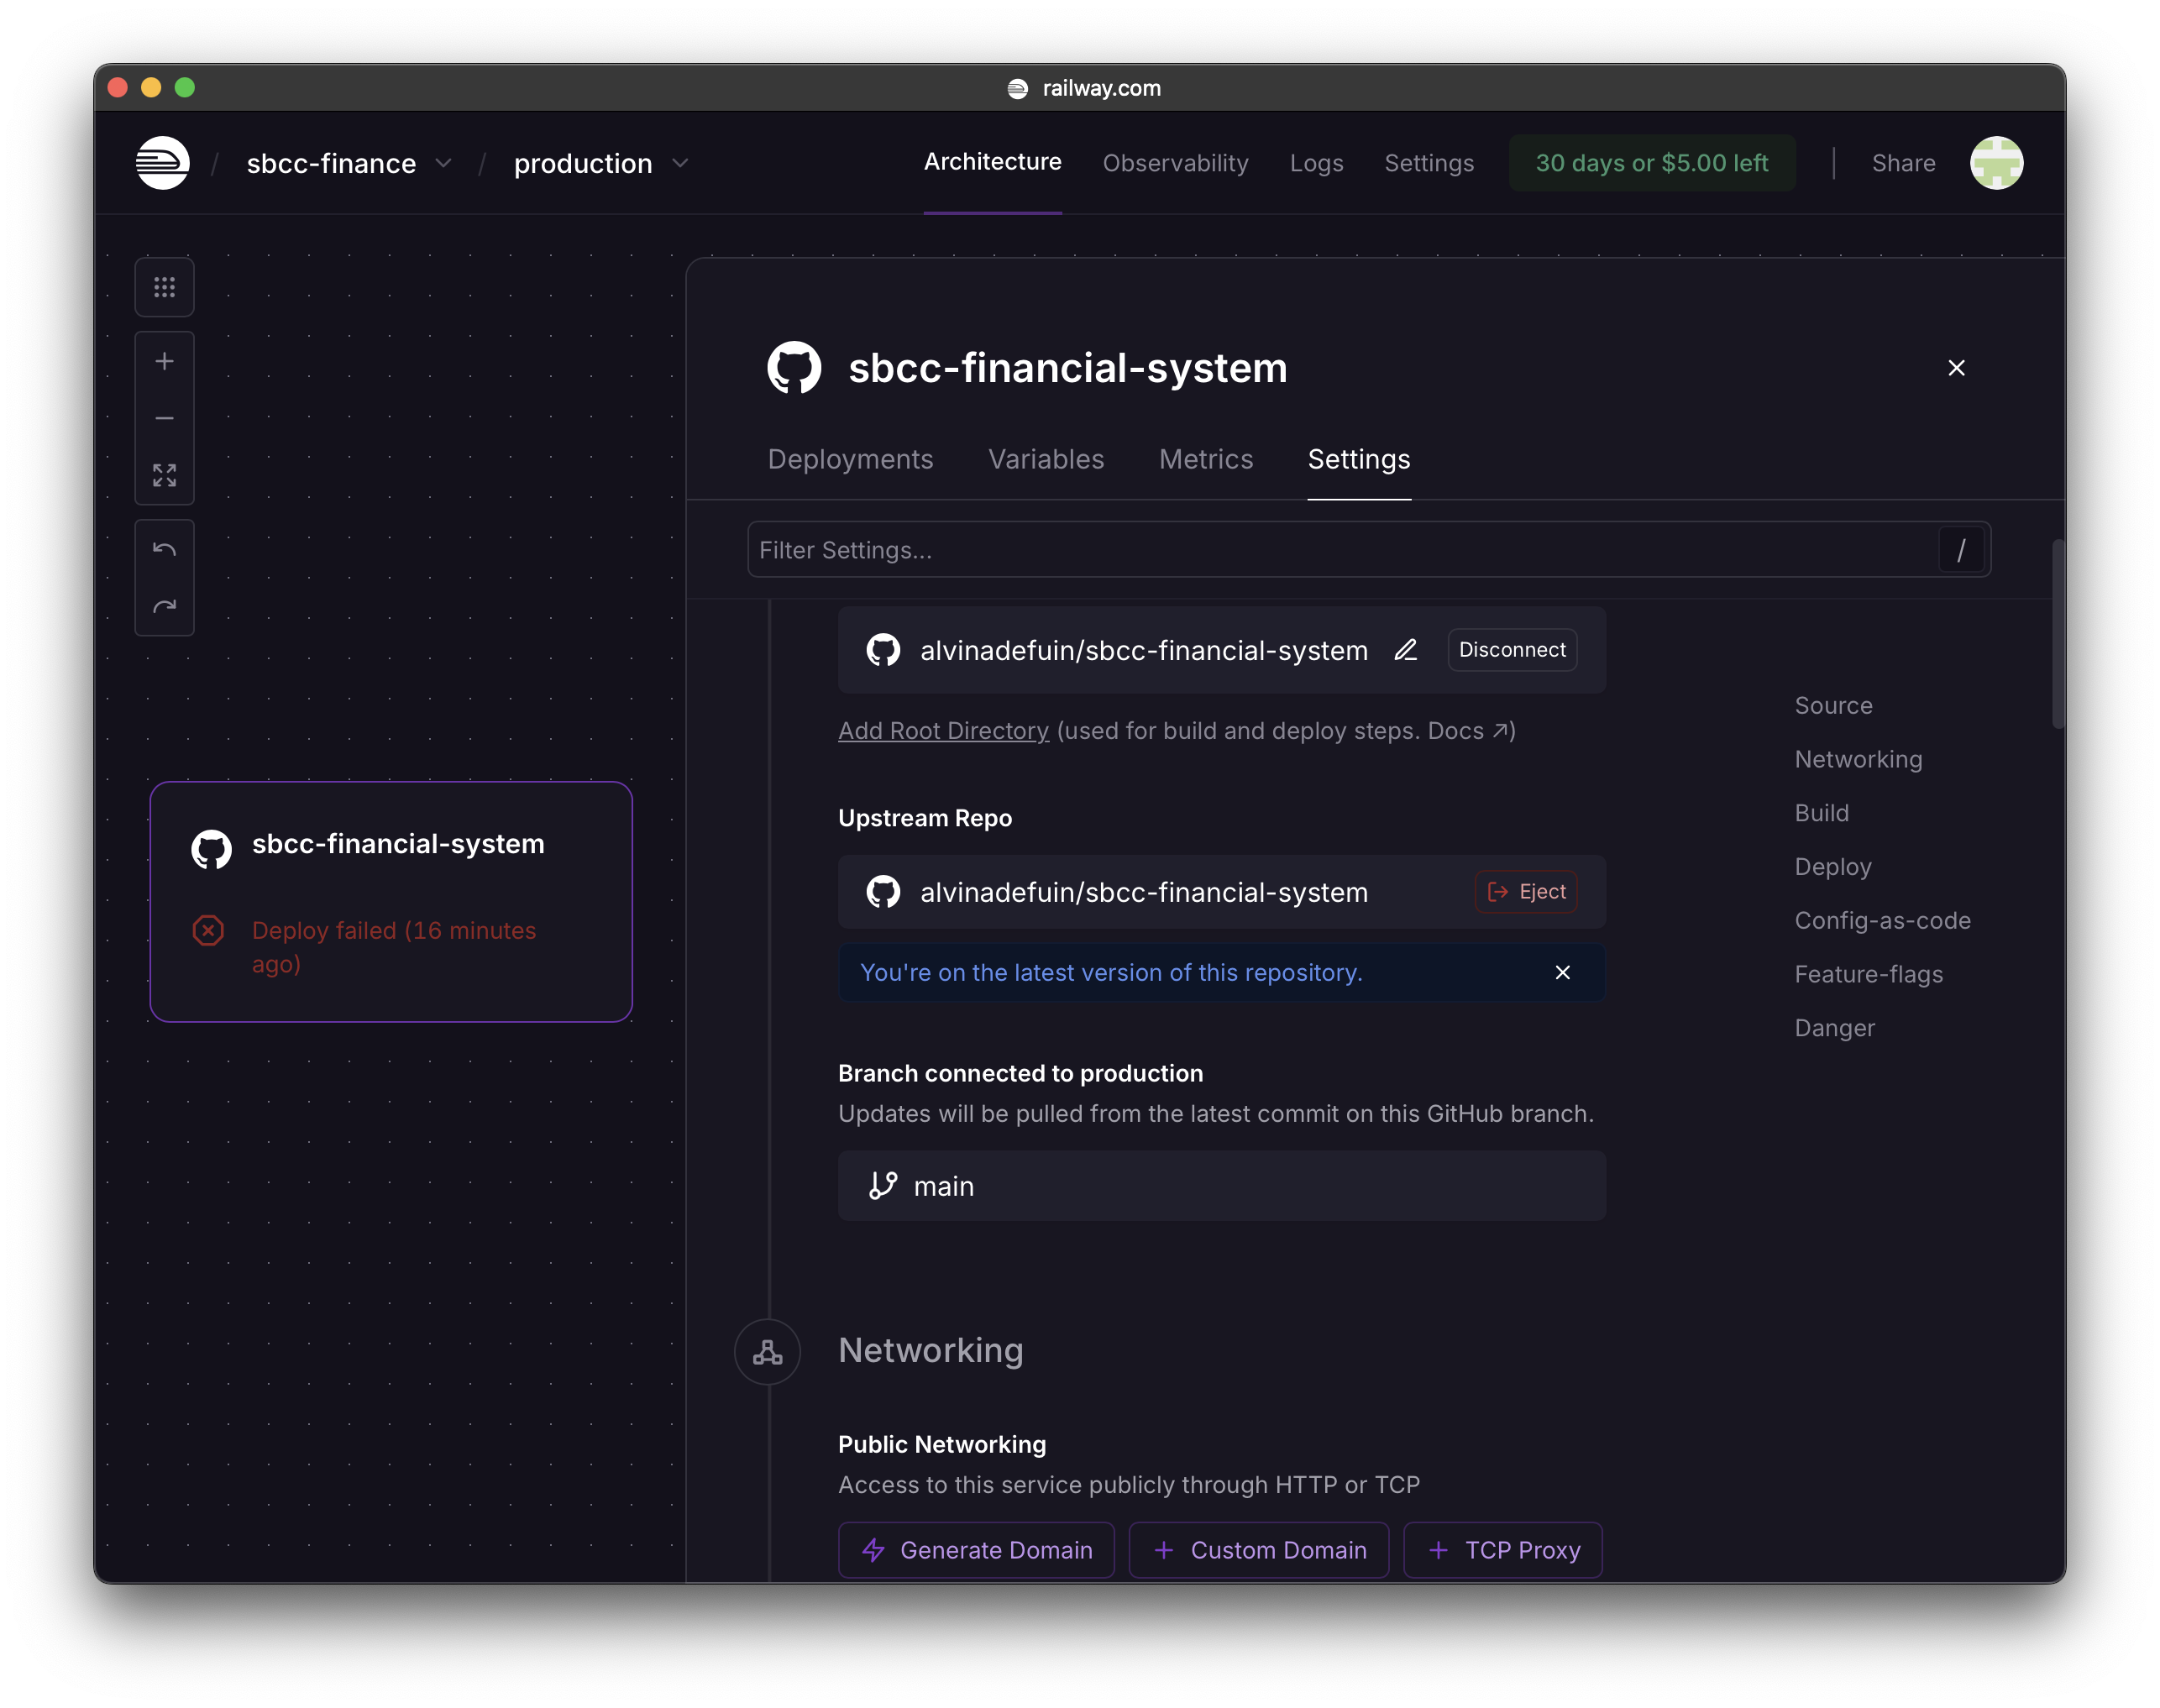 railway.com
/ sbcc-finance / production
Architecture Observability Logs Settings 30 days or $5.00 left Share
sbcc-financial-system
Deployments Variables Metrics Settings
Filter Settings... /
alvinadefuin/sbcc-financial-system Disconnect
Add Root Directory (used for build and deploy steps. Docs ↗)
Upstream Repo
alvinadefuin/sbcc-financial-system Eject
You're on the latest version of this repository.
Branch connected to production
Updates will be pulled from the latest commit on this GitHub branch.
main
Networking
Public Networking
Access to this service publicly through HTTP or TCP
Generate Domain + Custom Domain + TCP Proxy
Source
Networking
Build
Deploy
Config-as-code
Feature-flags
Danger
sbcc-financial-system
Deploy failed (16 minutes
ago)